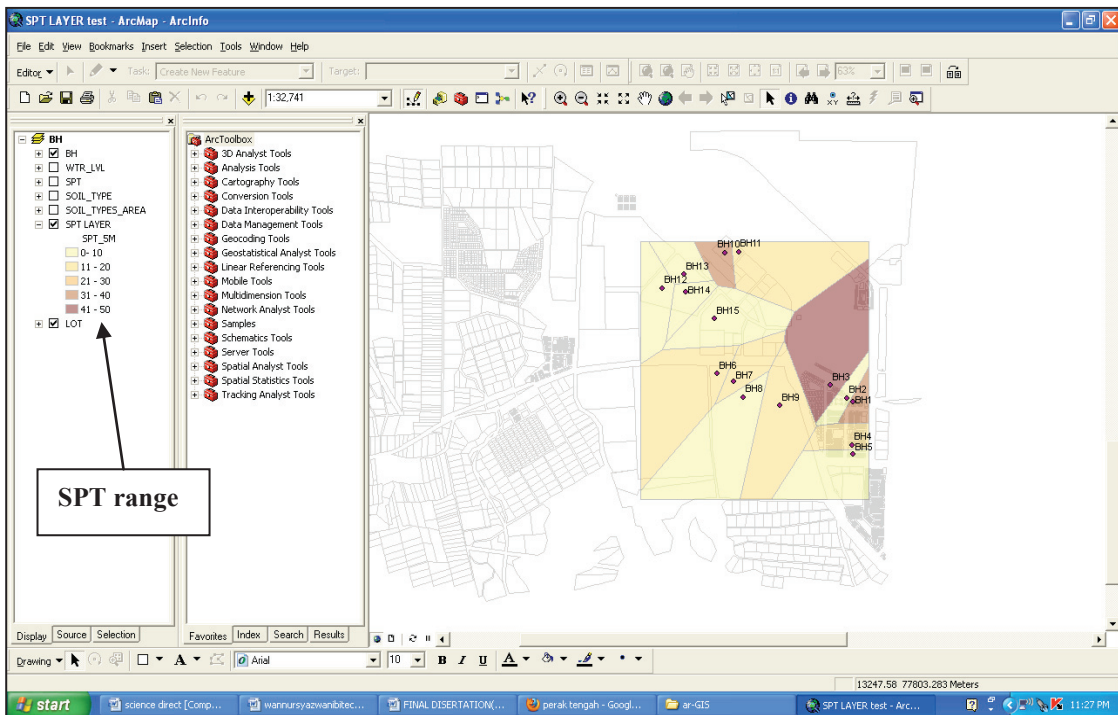 SPT LAYER test - ArcMap - ArcInfo
File Edit View Bookmarks Insert Selection Tools Window Help
Editor Task: Create New Feature Target: 63%
1:32,741
BH
BH
WTR_LVL
SPT
SOIL_TYPE
SOIL_TYPES_AREA
SPT LAYER
SPT_5M
0- 10
11 - 20
21 - 30
31 - 40
41 - 50
LOT
SPT range
Display Source Selection
ArcToolbox
3D Analyst Tools
Analysis Tools
Cartography Tools
Conversion Tools
Data Interoperability Tools
Data Management Tools
Geocoding Tools
Geostatistical Analyst Tools
Linear Referencing Tools
Mobile Tools
Multidimension Tools
Network Analyst Tools
Samples
Schematics Tools
Server Tools
Spatial Analyst Tools
Spatial Statistics Tools
Tracking Analyst Tools
Favorites Index Search Results
BH10 BH11
BH13
BH12
BH14
BH15
BH6
BH7
BH8
BH9
BH3
BH2
BH1
BH4
BH5
Drawing A Arial 10 B I U A
13247.58 77803.283 Meters
start science direct [Comp... wannursyazwanibitec... FINAL DISERTATION(... perak tengah - Googl... ar-GIS SPT LAYER test - Arc... 11:27 PM